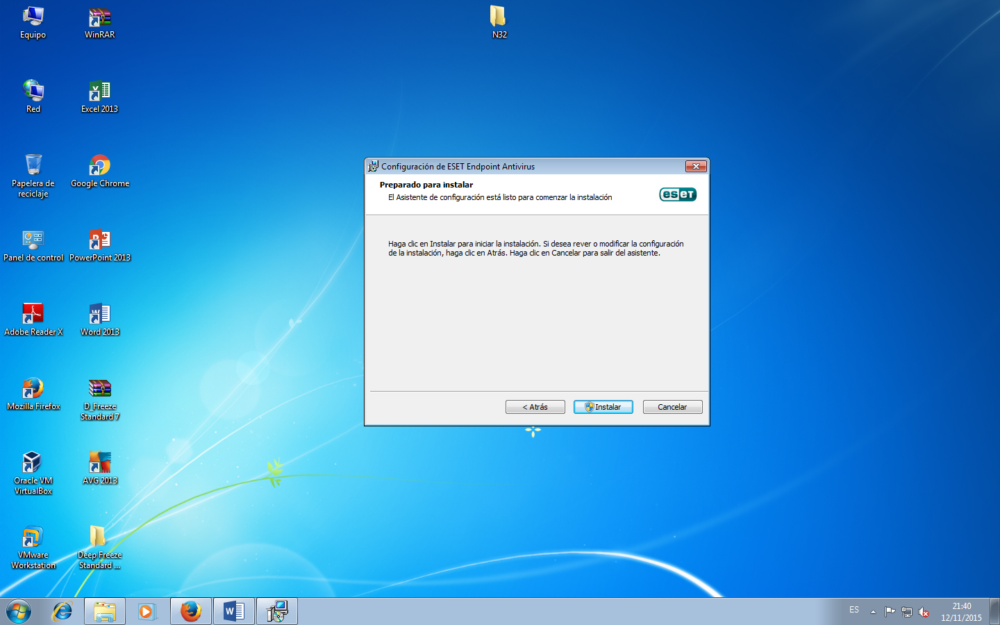 Equipo
WinRAR
N32
Red
Excel 2013
Papelera de
reciclaje
Google Chrome
Panel de control
PowerPoint 2013
Adobe Reader X
Word 2013
Mozilla Firefox
D_Freeze
Standard 7
Oracle VM
VirtualBox
AVG 2013
VMware
Workstation
Deep Freeze
Standard ...
Configuración de ESET Endpoint Antivirus
Preparado para instalar
El Asistente de configuración está listo para comenzar la instalación
eseT
Haga clic en Instalar para iniciar la instalación. Si desea rever o modificar la configuración
de la instalación, haga clic en Atrás. Haga clic en Cancelar para salir del asistente.
< Atrás
Instalar
Cancelar
ES
21:40
12/11/2015